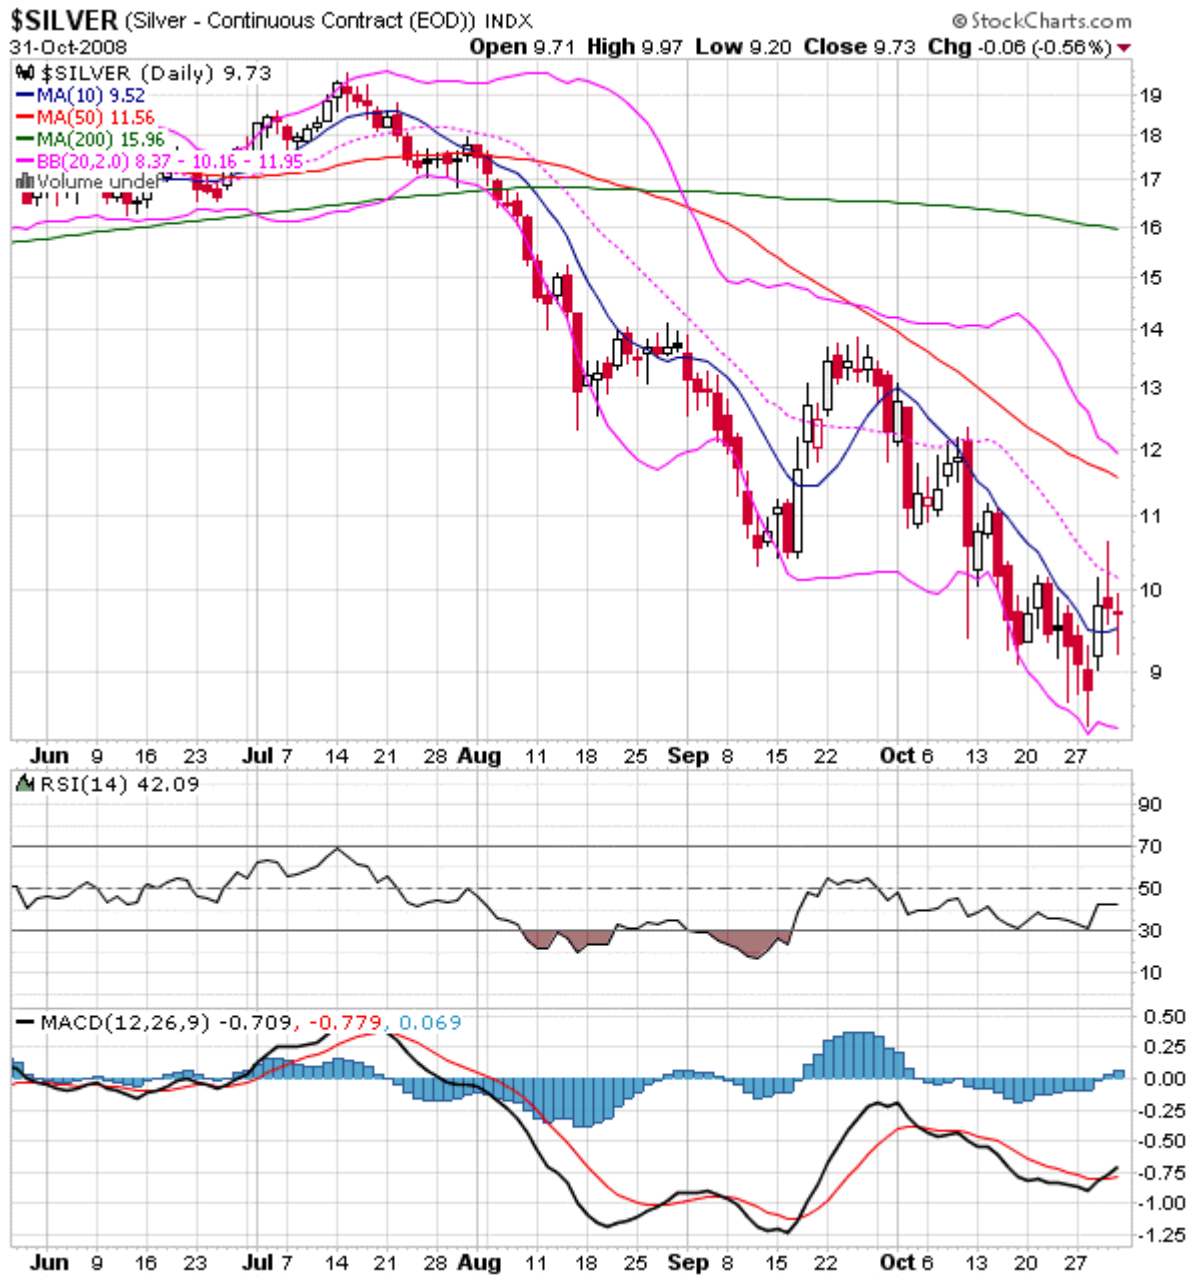 $SILVER (Silver - Continuous Contract (EOD)) INDX © StockCharts.com
31-Oct-2008 Open 9.71 High 9.97 Low 9.20 Close 9.73 Chg -0.06 (-0.56%)
$SILVER (Daily) 9.73
MA(10) 9.52
MA(50) 11.56
MA(200) 15.96
BB(20,2.0) 8.37 - 10.16 - 11.95
Volume undef
19
18
17
16
15
14
13
12
11
10
9
Jun 9 16 23 Jul 7 14 21 28 Aug 11 18 25 Sep 8 15 22 Oct 6 13 20 27
RSI(14) 42.09
90
70
50
30
10
MACD(12,26,9) -0.709, -0.779, 0.069
0.50
0.25
0.00
-0.25
-0.50
-0.75
-1.00
-1.25
Jun 9 16 23 Jul 7 14 21 28 Aug 11 18 25 Sep 8 15 22 Oct 6 13 20 27